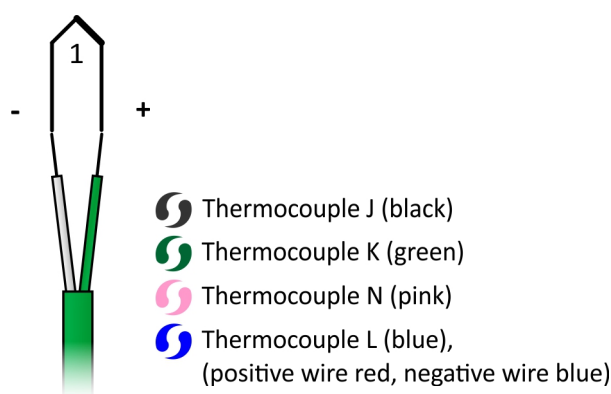 1
- +
Thermocouple J (black)
Thermocouple K (green)
Thermocouple N (pink)
Thermocouple L (blue),
(positive wire red, negative wire blue)